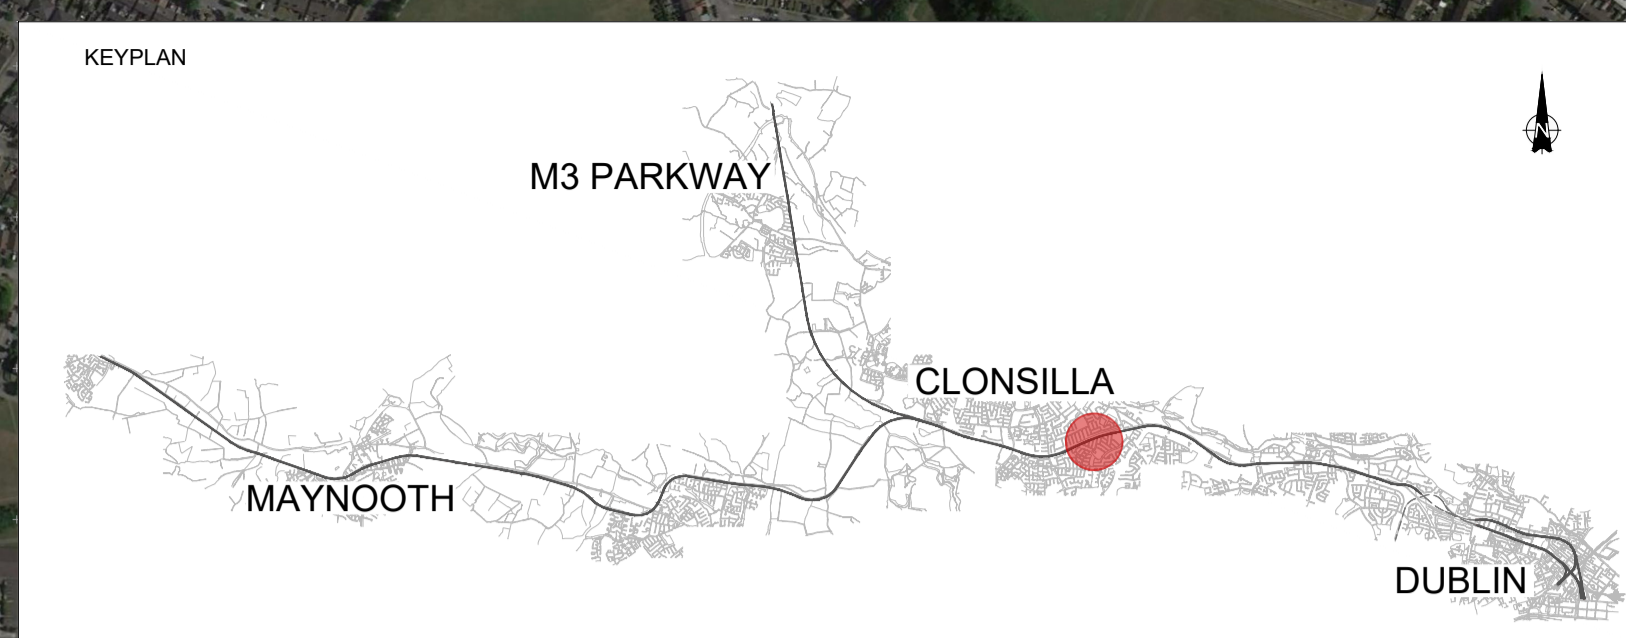 KEYPLAN
N
M3 PARKWAY
CLONSILLA
MAYNOOTH
DUBLIN